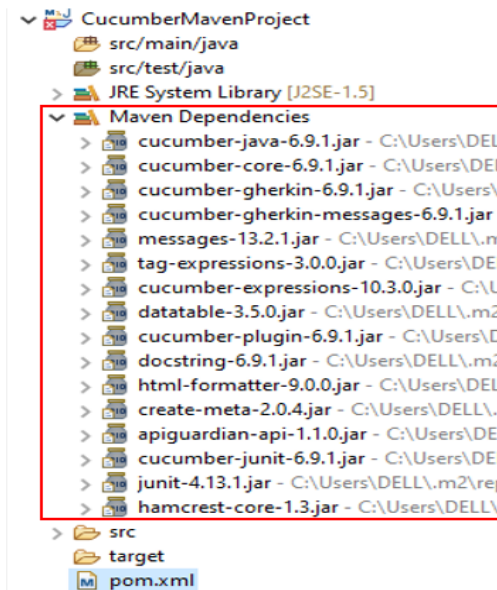 CucumberMavenProject
src/main/java
src/test/java
JRE System Library [J2SE-1.5]
Maven Dependencies
cucumber-java-6.9.1.jar - C:\Users\DEL
cucumber-core-6.9.1.jar - C:\Users\DEL
cucumber-gherkin-6.9.1.jar - C:\Users\
cucumber-gherkin-messages-6.9.1.jar
messages-13.2.1.jar - C:\Users\DELL\.m
tag-expressions-3.0.0.jar - C:\Users\DE
cucumber-expressions-10.3.0.jar - C:\U
datatable-3.5.0.jar - C:\Users\DELL\.m2
cucumber-plugin-6.9.1.jar - C:\Users\D
docstring-6.9.1.jar - C:\Users\DELL\.m2
html-formatter-9.0.0.jar - C:\Users\DEL
create-meta-2.0.4.jar - C:\Users\DELL\.
apiguardian-api-1.1.0.jar - C:\Users\DE
cucumber-junit-6.9.1.jar - C:\Users\DEL
junit-4.13.1.jar - C:\Users\DELL\.m2\rep
hamcrest-core-1.3.jar - C:\Users\DELL\
src
target
pom.xml